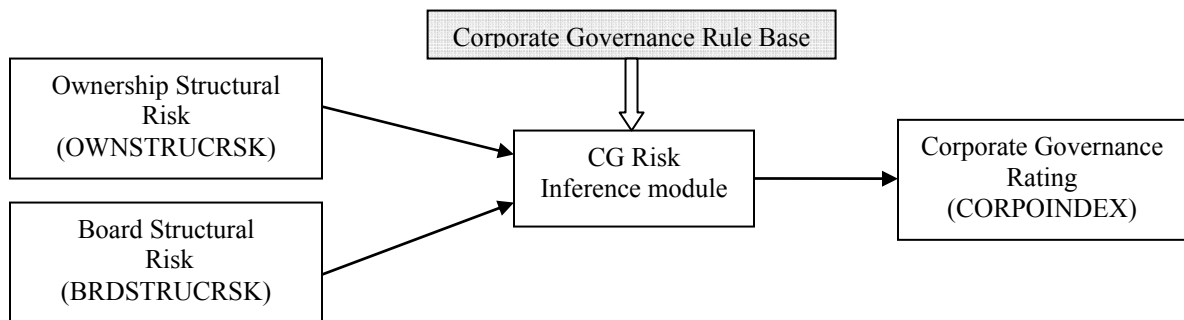 Corporate Governance Rule Base
Ownership Structural
Risk
(OWNSTRUCRSK)
CG Risk
Inference module
Corporate Governance
Rating
(CORPOINDEX)
Board Structural
Risk
(BRDSTRUCRSK)